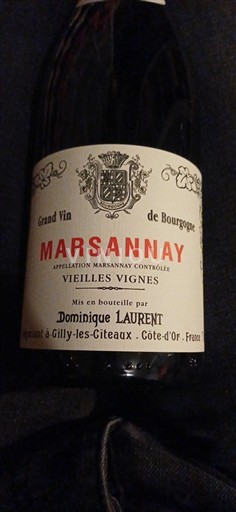 Grand Vin de Bourgogne
MARSANNAY
APPELLATION MARSANNAY CONTRÔLÉE
VIEILLES VIGNES
Mis en bouteille par
Dominique LAURENT
à Gilly-les-Cîteaux . Côte-d'Or . France